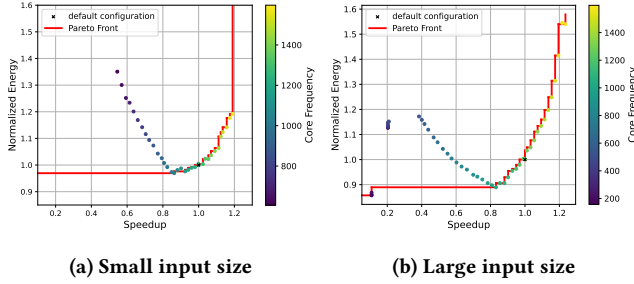 1.6
1.5
1.4
1.3
1.2
1.1
1.0
0.9
Normalized Energy
default configuration
Pareto Front
0.2 0.4 0.6 0.8 1.0 1.2
Speedup
1400
1200
1000
800
Core Frequency
(a) Small input size
1.6
1.5
1.4
1.3
1.2
1.1
1.0
0.9
Normalized Energy
default configuration
Pareto Front
0.2 0.4 0.6 0.8 1.0 1.2
Speedup
1400
1200
1000
800
600
400
200
Core Frequency
(b) Large input size